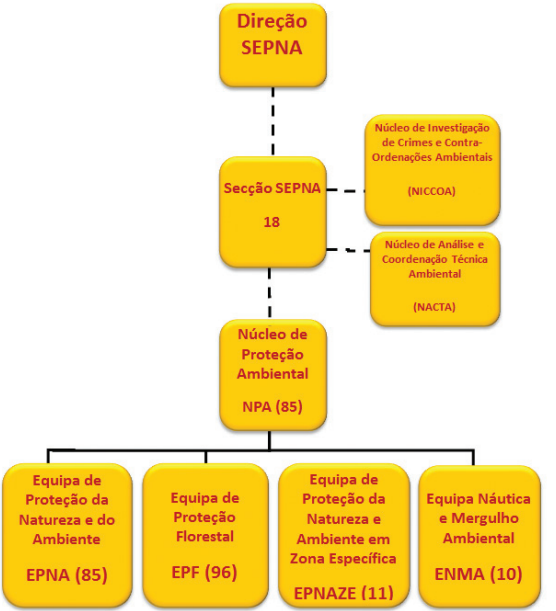 Direção
SEPNA
Secção SEPNA
18
Núcleo de Investigação
de Crimes e Contra-
Ordenações Ambientais
(NICCOA)
Núcleo de Análise e
Coordenação Técnica
Ambiental
(NACTA)
Núcleo de
Proteção
Ambiental
NPA (85)
Equipa de
Proteção da
Natureza e do
Ambiente
EPNA (85)
Equipa de
Proteção
Florestal
EPF (96)
Equipa de
Proteção da
Natureza e
Ambiente em
Zona Específica
EPNAZE (11)
Equipa Náutica
e Mergulho
Ambiental
ENMA (10)